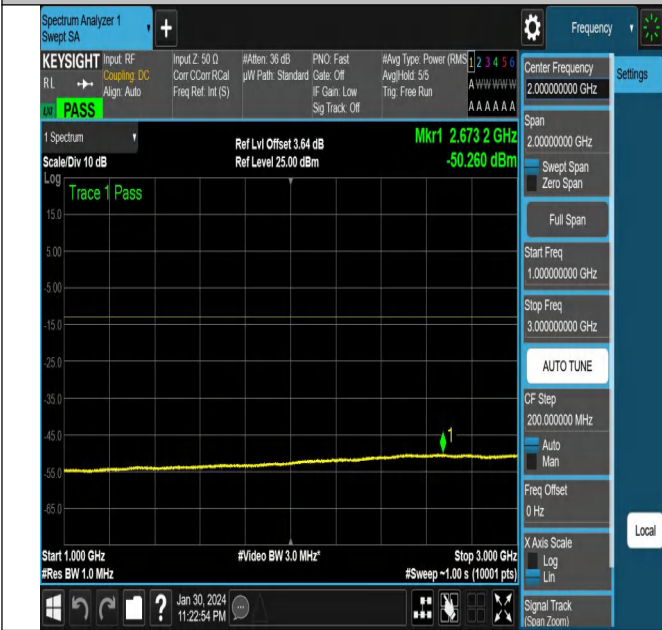 Spectrum Analyzer 1
Swept SA
+
Frequency
KEYSIGHT
RL
Coupling: DC
Align: Auto
Input: RF
PASS
Input Z: 50 Ω
Corr CCorr RCal
Freq Ref: Int (S)
#Atten: 36 dB
µW Path: Standard
PNO: Fast
Gate: Off
IF Gain: Low
Sig Track: Off
#Avg Type: Power (RMS
Avg|Hold: 5/5
Trig: Free Run
1 2 3 4 5 6
A W W W W W
A A A A A A
1 Spectrum
Scale/Div 10 dB
Log
Ref Lvl Offset 3.64 dB
Ref Level 25.00 dBm
Mkr1 2.673 2 GHz
-50.260 dBm
Trace 1 Pass
15.0
5.00
-5.00
-15.0
-25.0
-35.0
-45.0
-55.0
-65.0
1
Start 1.000 GHz
#Res BW 1.0 MHz
#Video BW 3.0 MHz*
Stop 3.000 GHz
#Sweep ~1.00 s (10001 pts)
Jan 30, 2024
11:22:54 PM
Center Frequency
2.000000000 GHz
Settings
Span
2.00000000 GHz
Swept Span
Zero Span
Full Span
Start Freq
1.000000000 GHz
Stop Freq
3.000000000 GHz
AUTO TUNE
CF Step
200.000000 MHz
Auto
Man
Freq Offset
0 Hz
X Axis Scale
Log
Lin
Local
Signal Track
(Span Zoom)